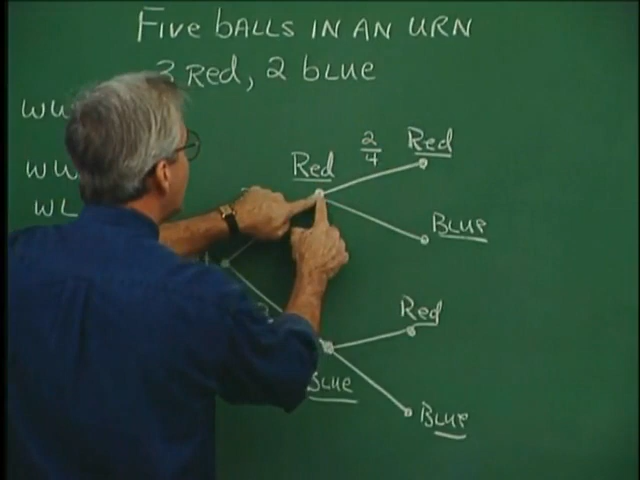 Five balls in an urn
3 Red, 2 blue
WW
WW
WL
Red
2/4
Red
Blue
Red
Blue
Blue